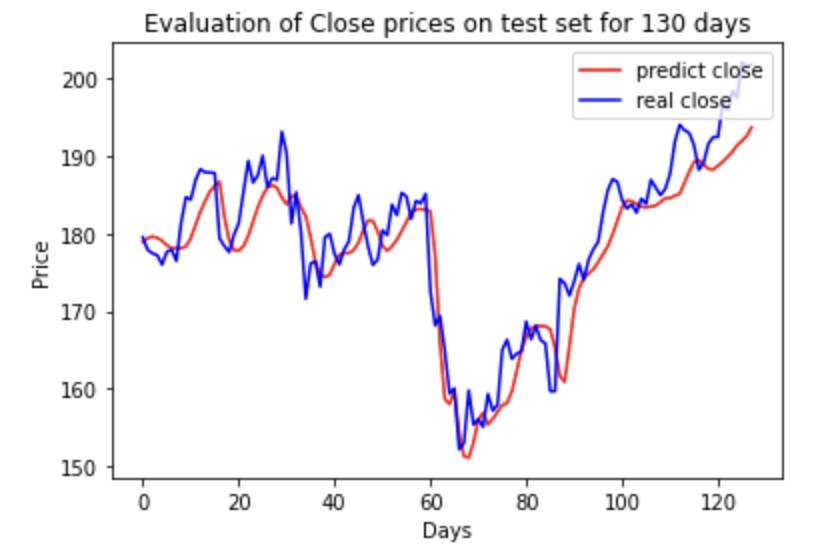 Evaluation of Close prices on test set for 130 days
predict close
real close
Price
200
190
180
170
160
150
0 20 40 60 80 100 120
Days